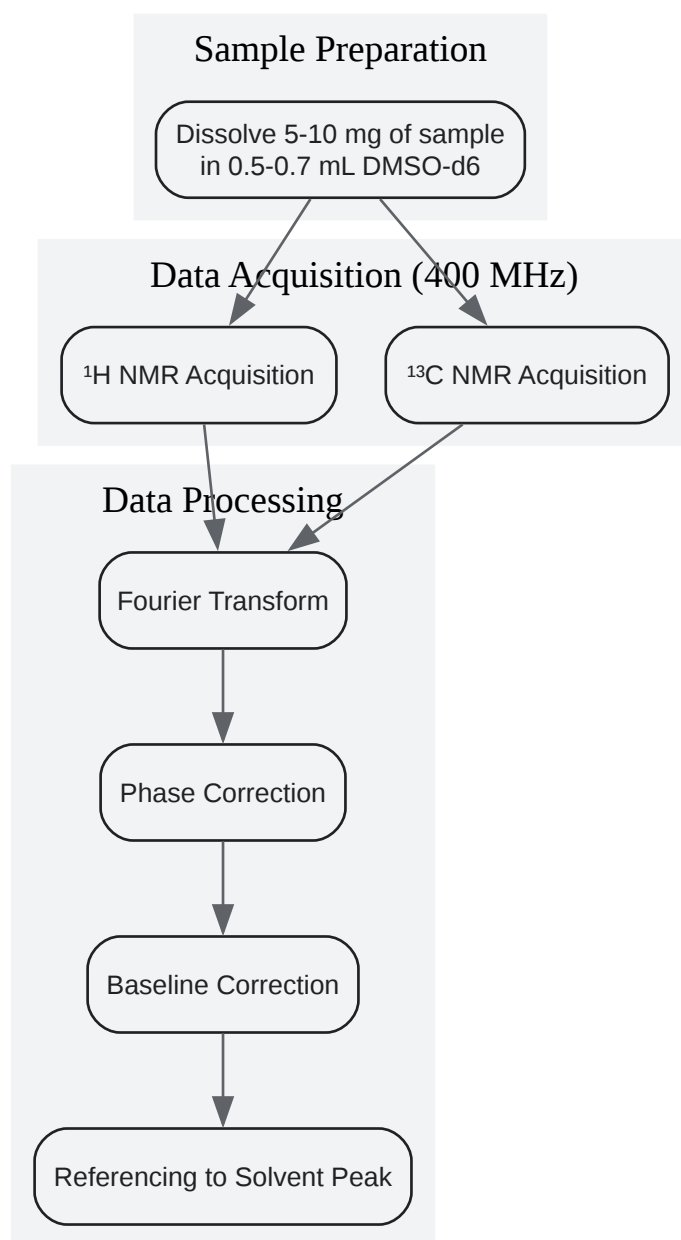 Sample Preparation
Dissolve 5-10 mg of sample
in 0.5-0.7 mL DMSO-d6
Data Acquisition (400 MHz)
¹H NMR Acquisition
¹³C NMR Acquisition
Data Processing
Fourier Transform
Phase Correction
Baseline Correction
Referencing to Solvent Peak